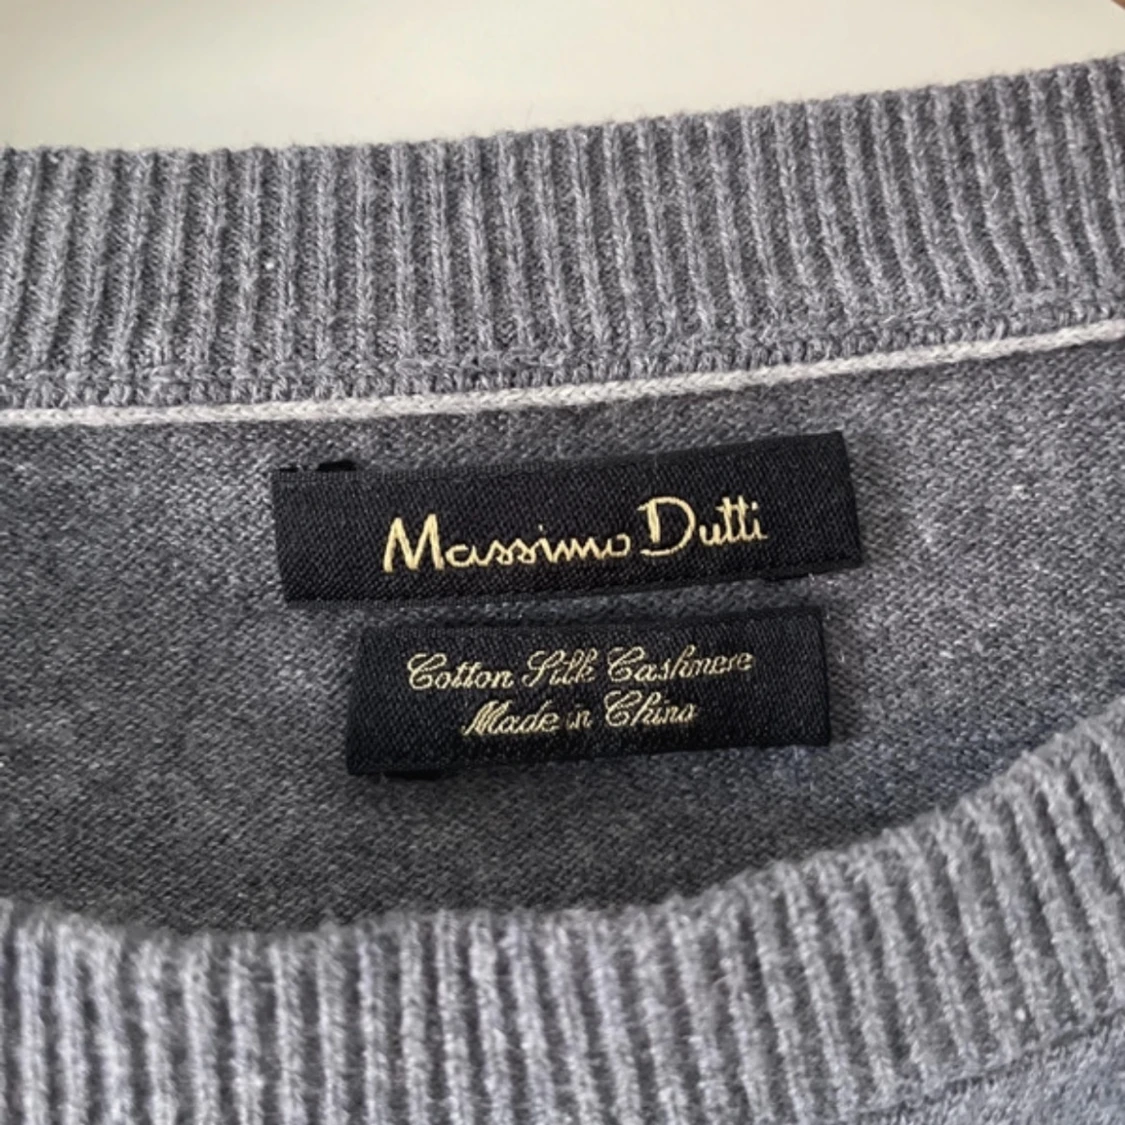 Massimo Dutti
Cotton Silk Cashmere
Made in China